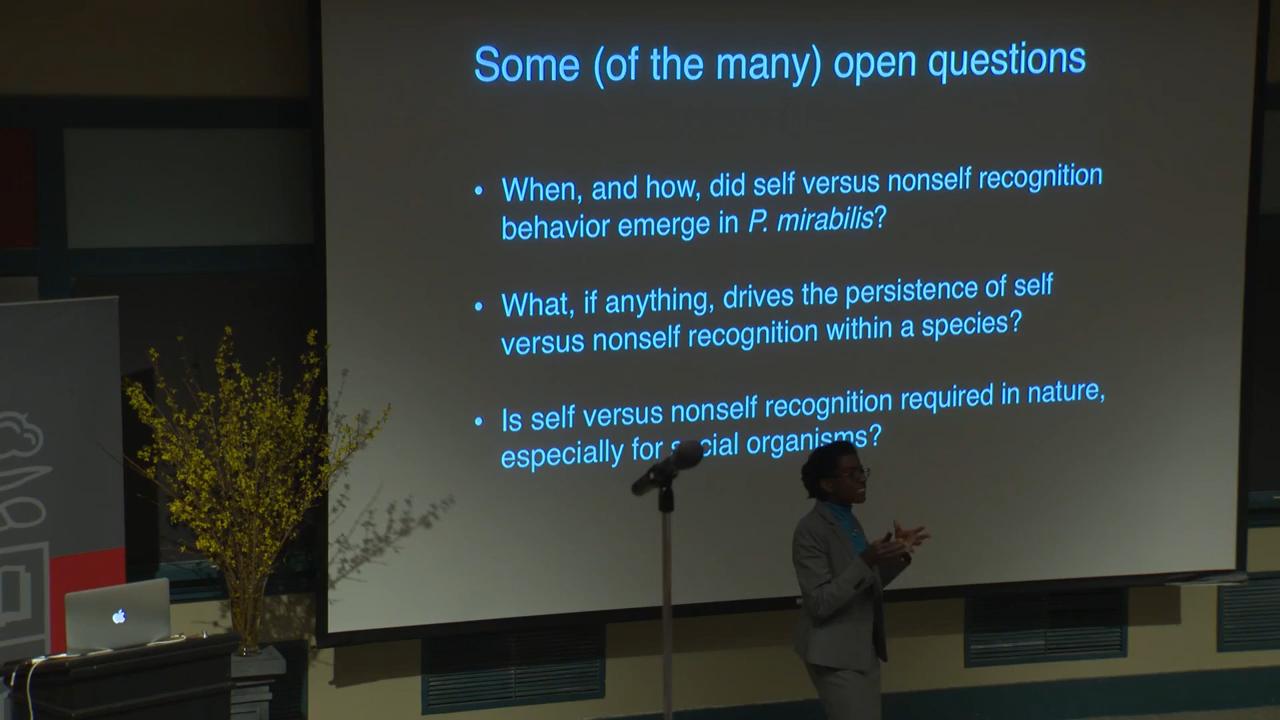 Some (of the many) open questions
• When, and how, did self versus nonself recognition
behavior emerge in P. mirabilis?
• What, if anything, drives the persistence of self
versus nonself recognition within a species?
• Is self versus nonself recognition required in nature,
especially for social organisms?